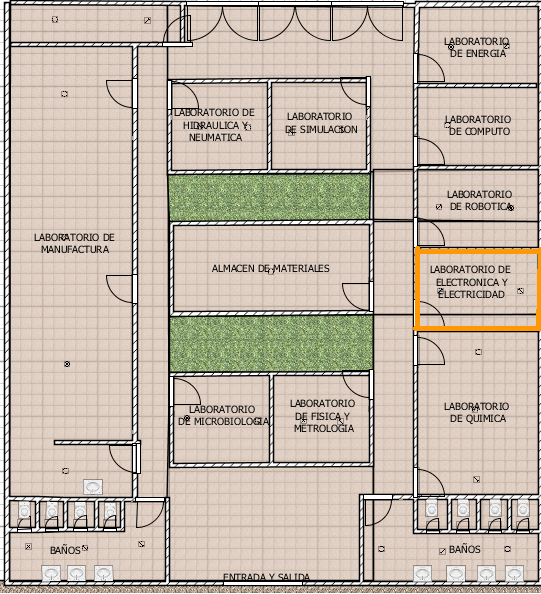 LABORATORIO
DE ENERGIA
LABORATORIO DE
HIDRAULICA Y
NEUMATICA
LABORATORIO
DE SIMULACION
LABORATORIO
DE COMPUTO
LABORATORIO
DE ROBOTICA
LABORATORIO DE
MANUFACTURA
ALMACEN DE MATERIALES
LABORATORIO DE
ELECTRONICA Y
ELECTRICIDAD
LABORATORIO
DE MICROBIOLOGIA
LABORATORIO
DE FISICA Y
METROLOGIA
LABORATORIO
DE QUIMICA
BAÑOS
BAÑOS
ENTRADA Y SALIDA